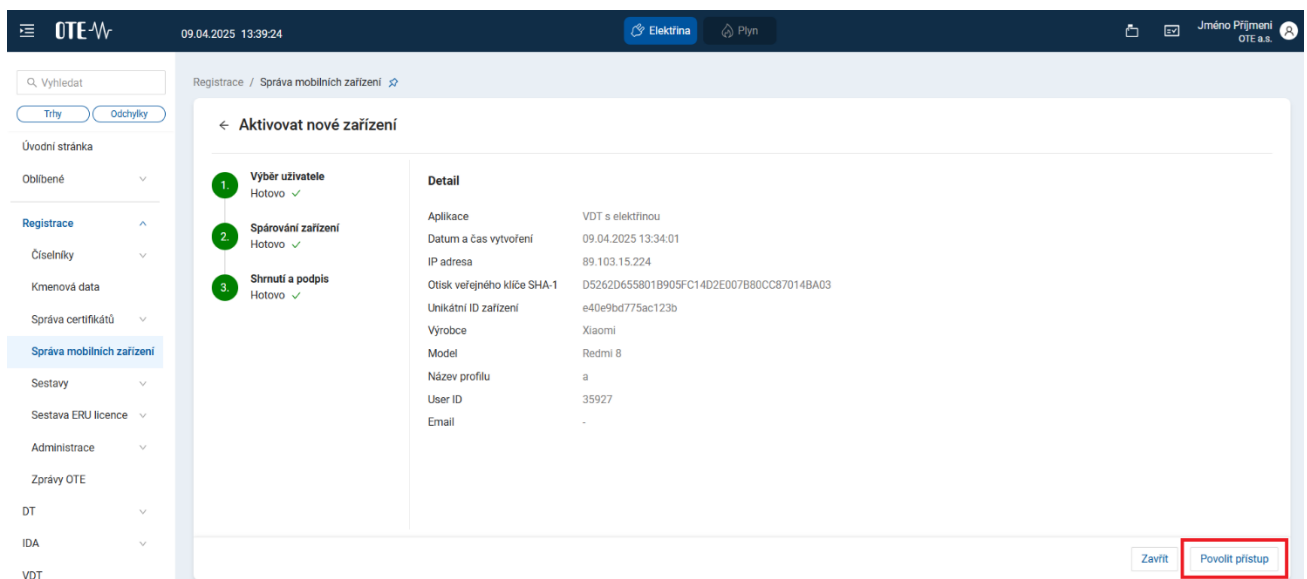 OTE
09.04.2025 13:39:24
Elektřina
Plyn
Jméno Příjmení
OTE a.s.
Vyhledat
Trhy
Odchylky
Úvodní stránka
Oblíbené
Registrace
Číselníky
Kmenová data
Správa certifikátů
Správa mobilních zařízení
Sestavy
Sestava ERU licence
Administrace
Zprávy OTE
DT
IDA
VDT
Registrace / Správa mobilních zařízení
← Aktivovat nové zařízení
1. Výběr uživatele
Hotovo
2. Spárování zařízení
Hotovo
3. Shrnutí a podpis
Hotovo
Detail
Aplikace VDT s elektřinou
Datum a čas vytvoření 09.04.2025 13:34:01
IP adresa 89.103.15.224
Otisk veřejného klíče SHA-1 D5262D655801B905FC14D2E007B80CC87014BA03
Unikátní ID zařízení e40e9bd775ac123b
Výrobce Xiaomi
Model Redmi 8
Název profilu a
User ID 35927
Email -
Zavřít
Povolit přístup